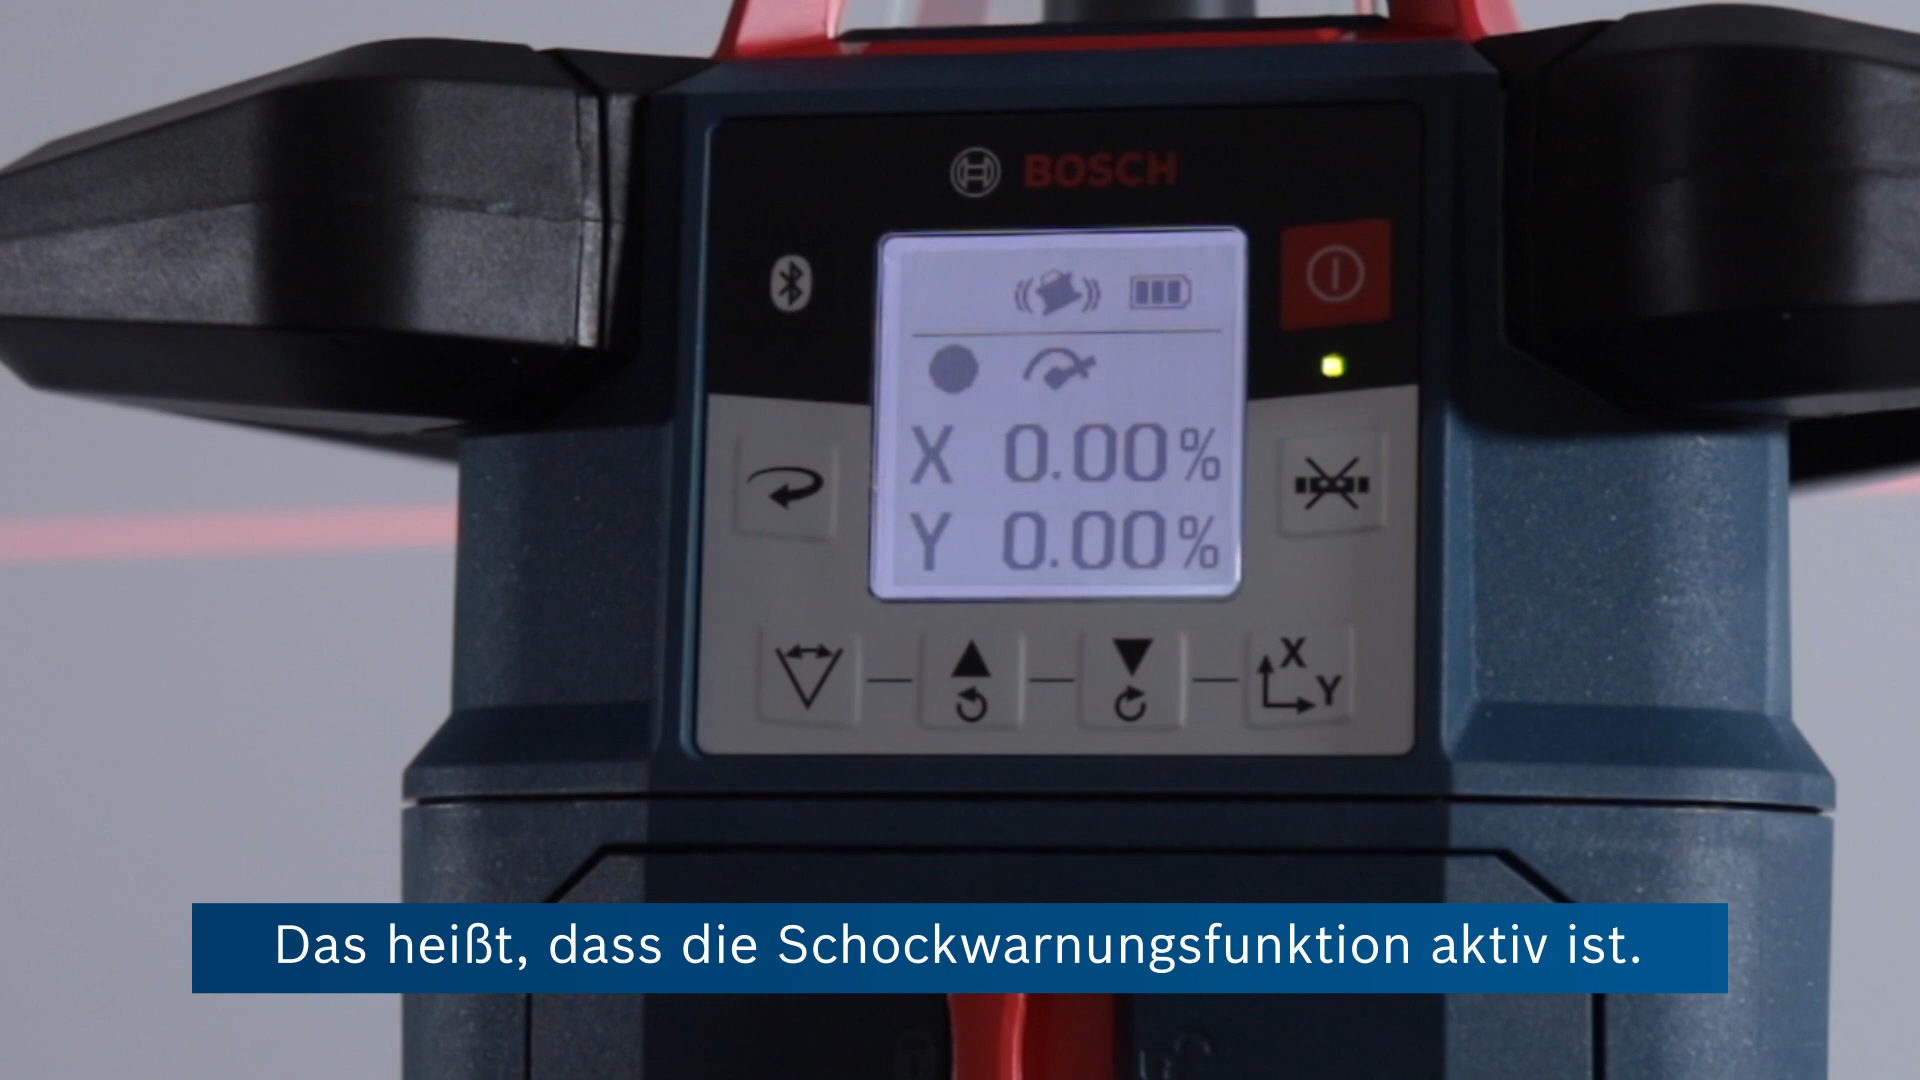 BOSCH
X 0.00%
Y 0.00%
X
Y
Das heißt, dass die Schockwarnungsfunktion aktiv ist.